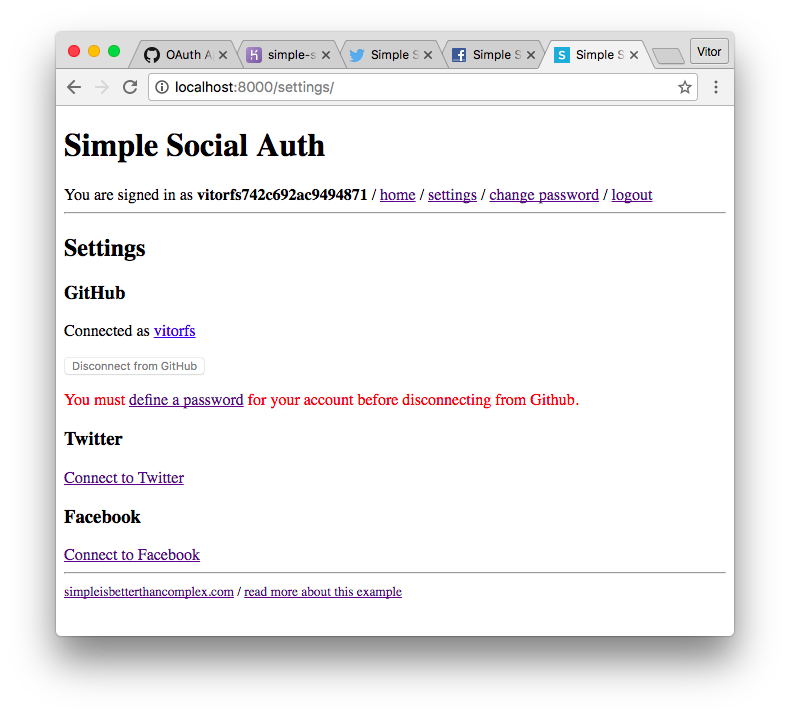 OAuth A
simple-s
Simple S
Simple S
Simple S
Vitor
localhost:8000/settings/
Simple Social Auth
You are signed in as vitorfs742c692ac9494871 / home / settings / change password / logout
Settings
GitHub
Connected as vitorfs
Disconnect from GitHub
You must define a password for your account before disconnecting from Github.
Twitter
Connect to Twitter
Facebook
Connect to Facebook
simpleisbetterthancomplex.com / read more about this example